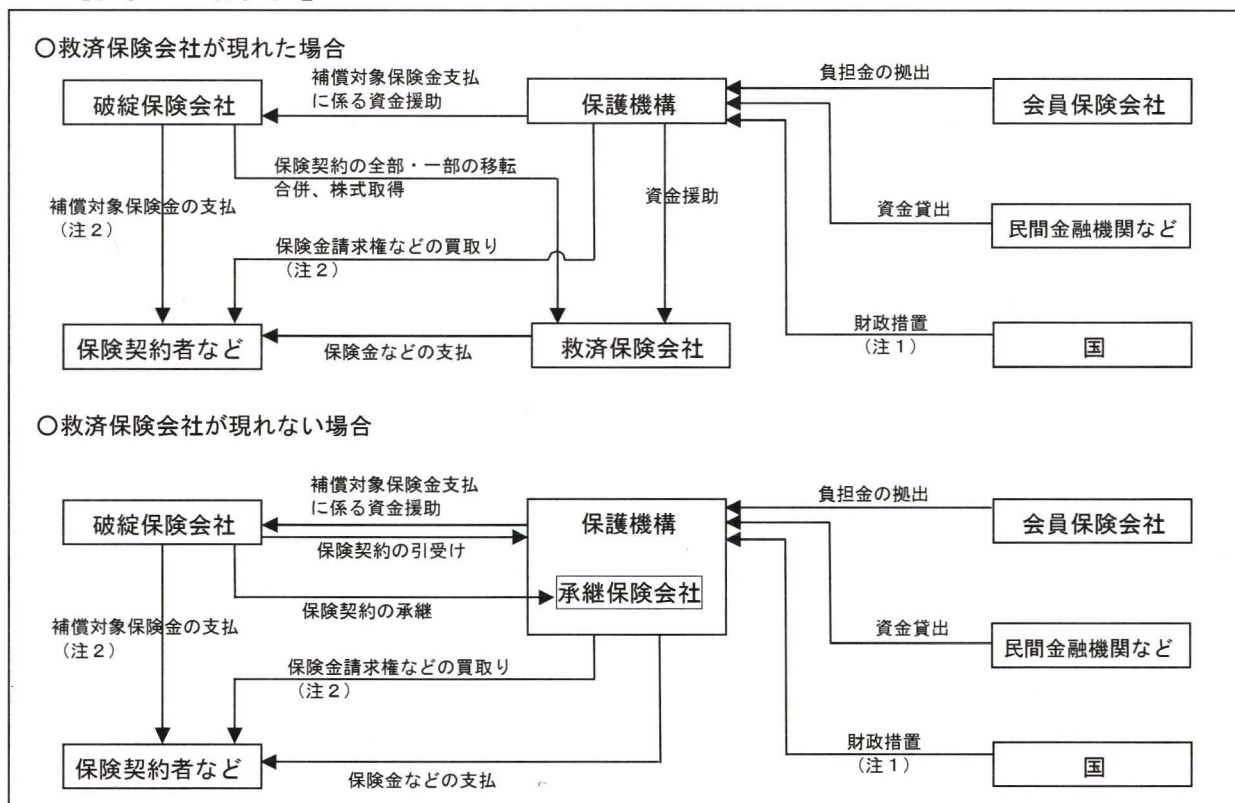 ○救済保険会社が現れた場合
破綻保険会社
補償対象保険金支払
に係る資金援助
保護機構
負担金の拠出
会員保険会社
保険契約の全部・一部の移転
合併、株式取得
補償対象保険金の支払
（注２）
資金援助
資金貸出
民間金融機関など
保険金請求権などの買取り
（注２）
保険契約者など
保険金などの支払
救済保険会社
財政措置
（注１）
国
○救済保険会社が現れない場合
破綻保険会社
補償対象保険金支払
に係る資金援助
保険契約の引受け
保護機構
承継保険会社
負担金の拠出
会員保険会社
保険契約の承継
補償対象保険金の支払
（注２）
資金貸出
民間金融機関など
保険金請求権などの買取り
（注２）
保険契約者など
保険金などの支払
財政措置
（注１）
国